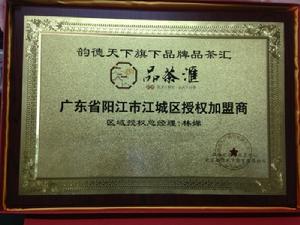 韵德天下旗下品牌品茶汇
品茶滙
广东省阳江市江城区授权加盟商
区域授权总经理:林婵